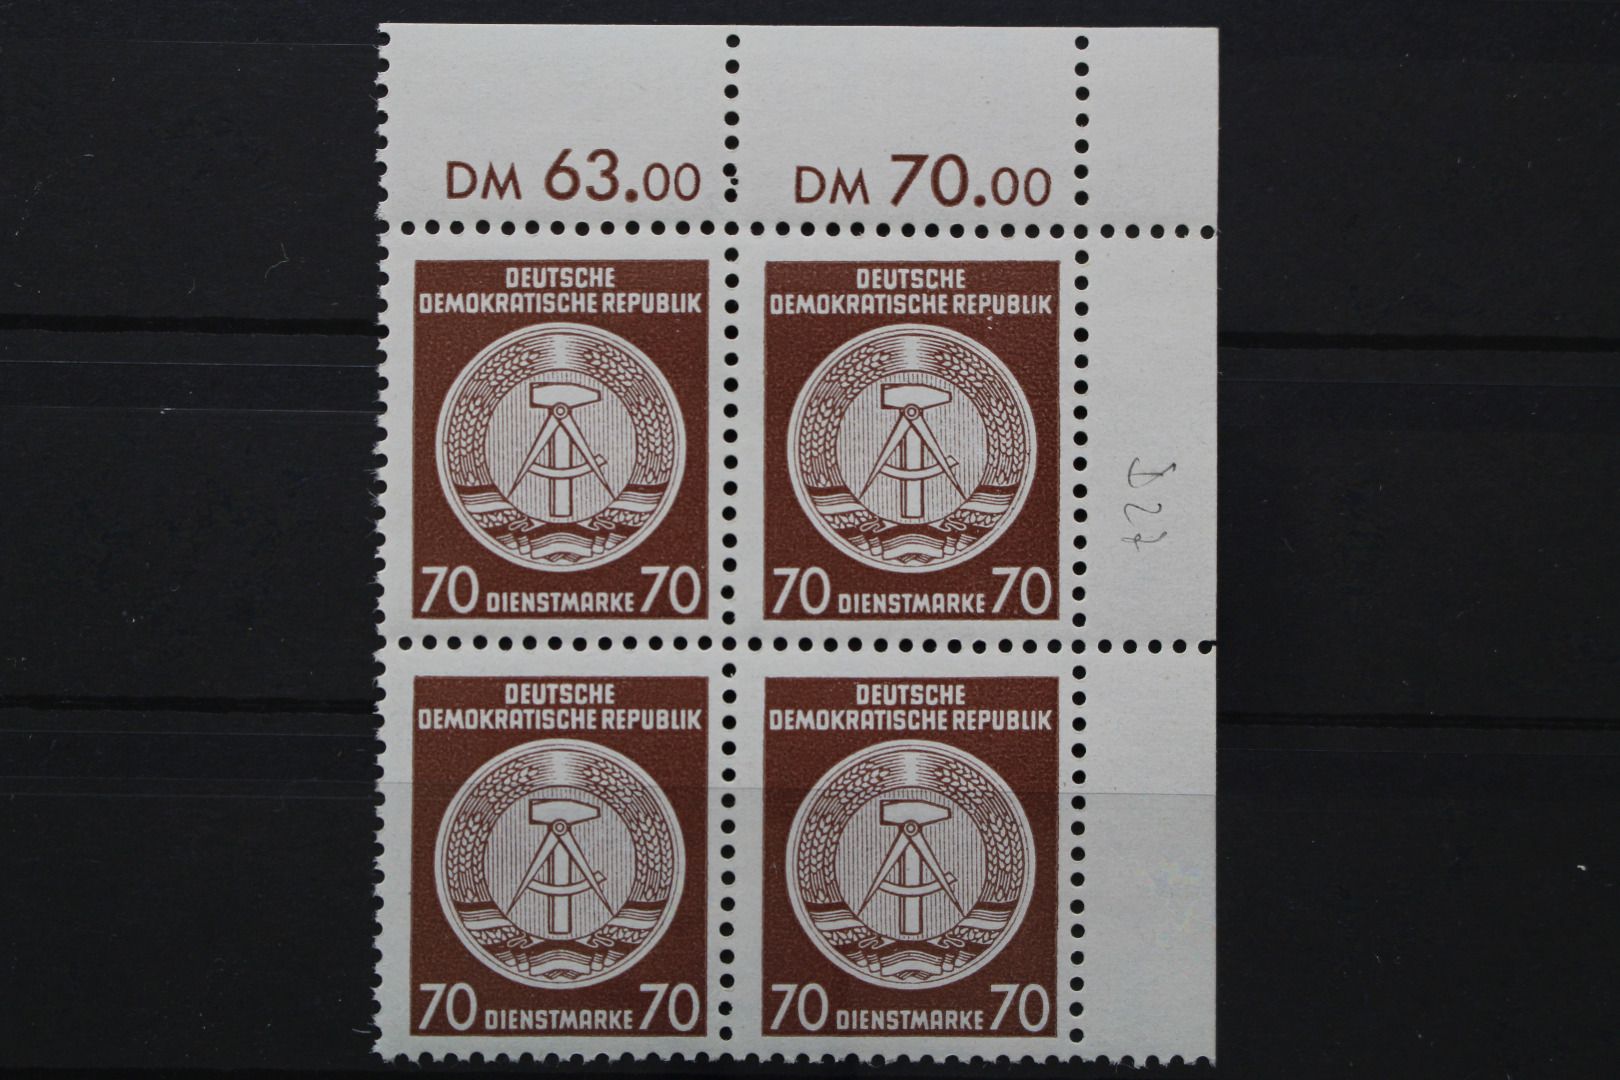 DM 63.00 DM 70.00
DEUTSCHE
DEMOKRATISCHE REPUBLIK
70 DIENSTMARKE 70
DEUTSCHE
DEMOKRATISCHE REPUBLIK
70 DIENSTMARKE 70
D27
DEUTSCHE
DEMOKRATISCHE REPUBLIK
70 DIENSTMARKE 70
DEUTSCHE
DEMOKRATISCHE REPUBLIK
70 DIENSTMARKE 70